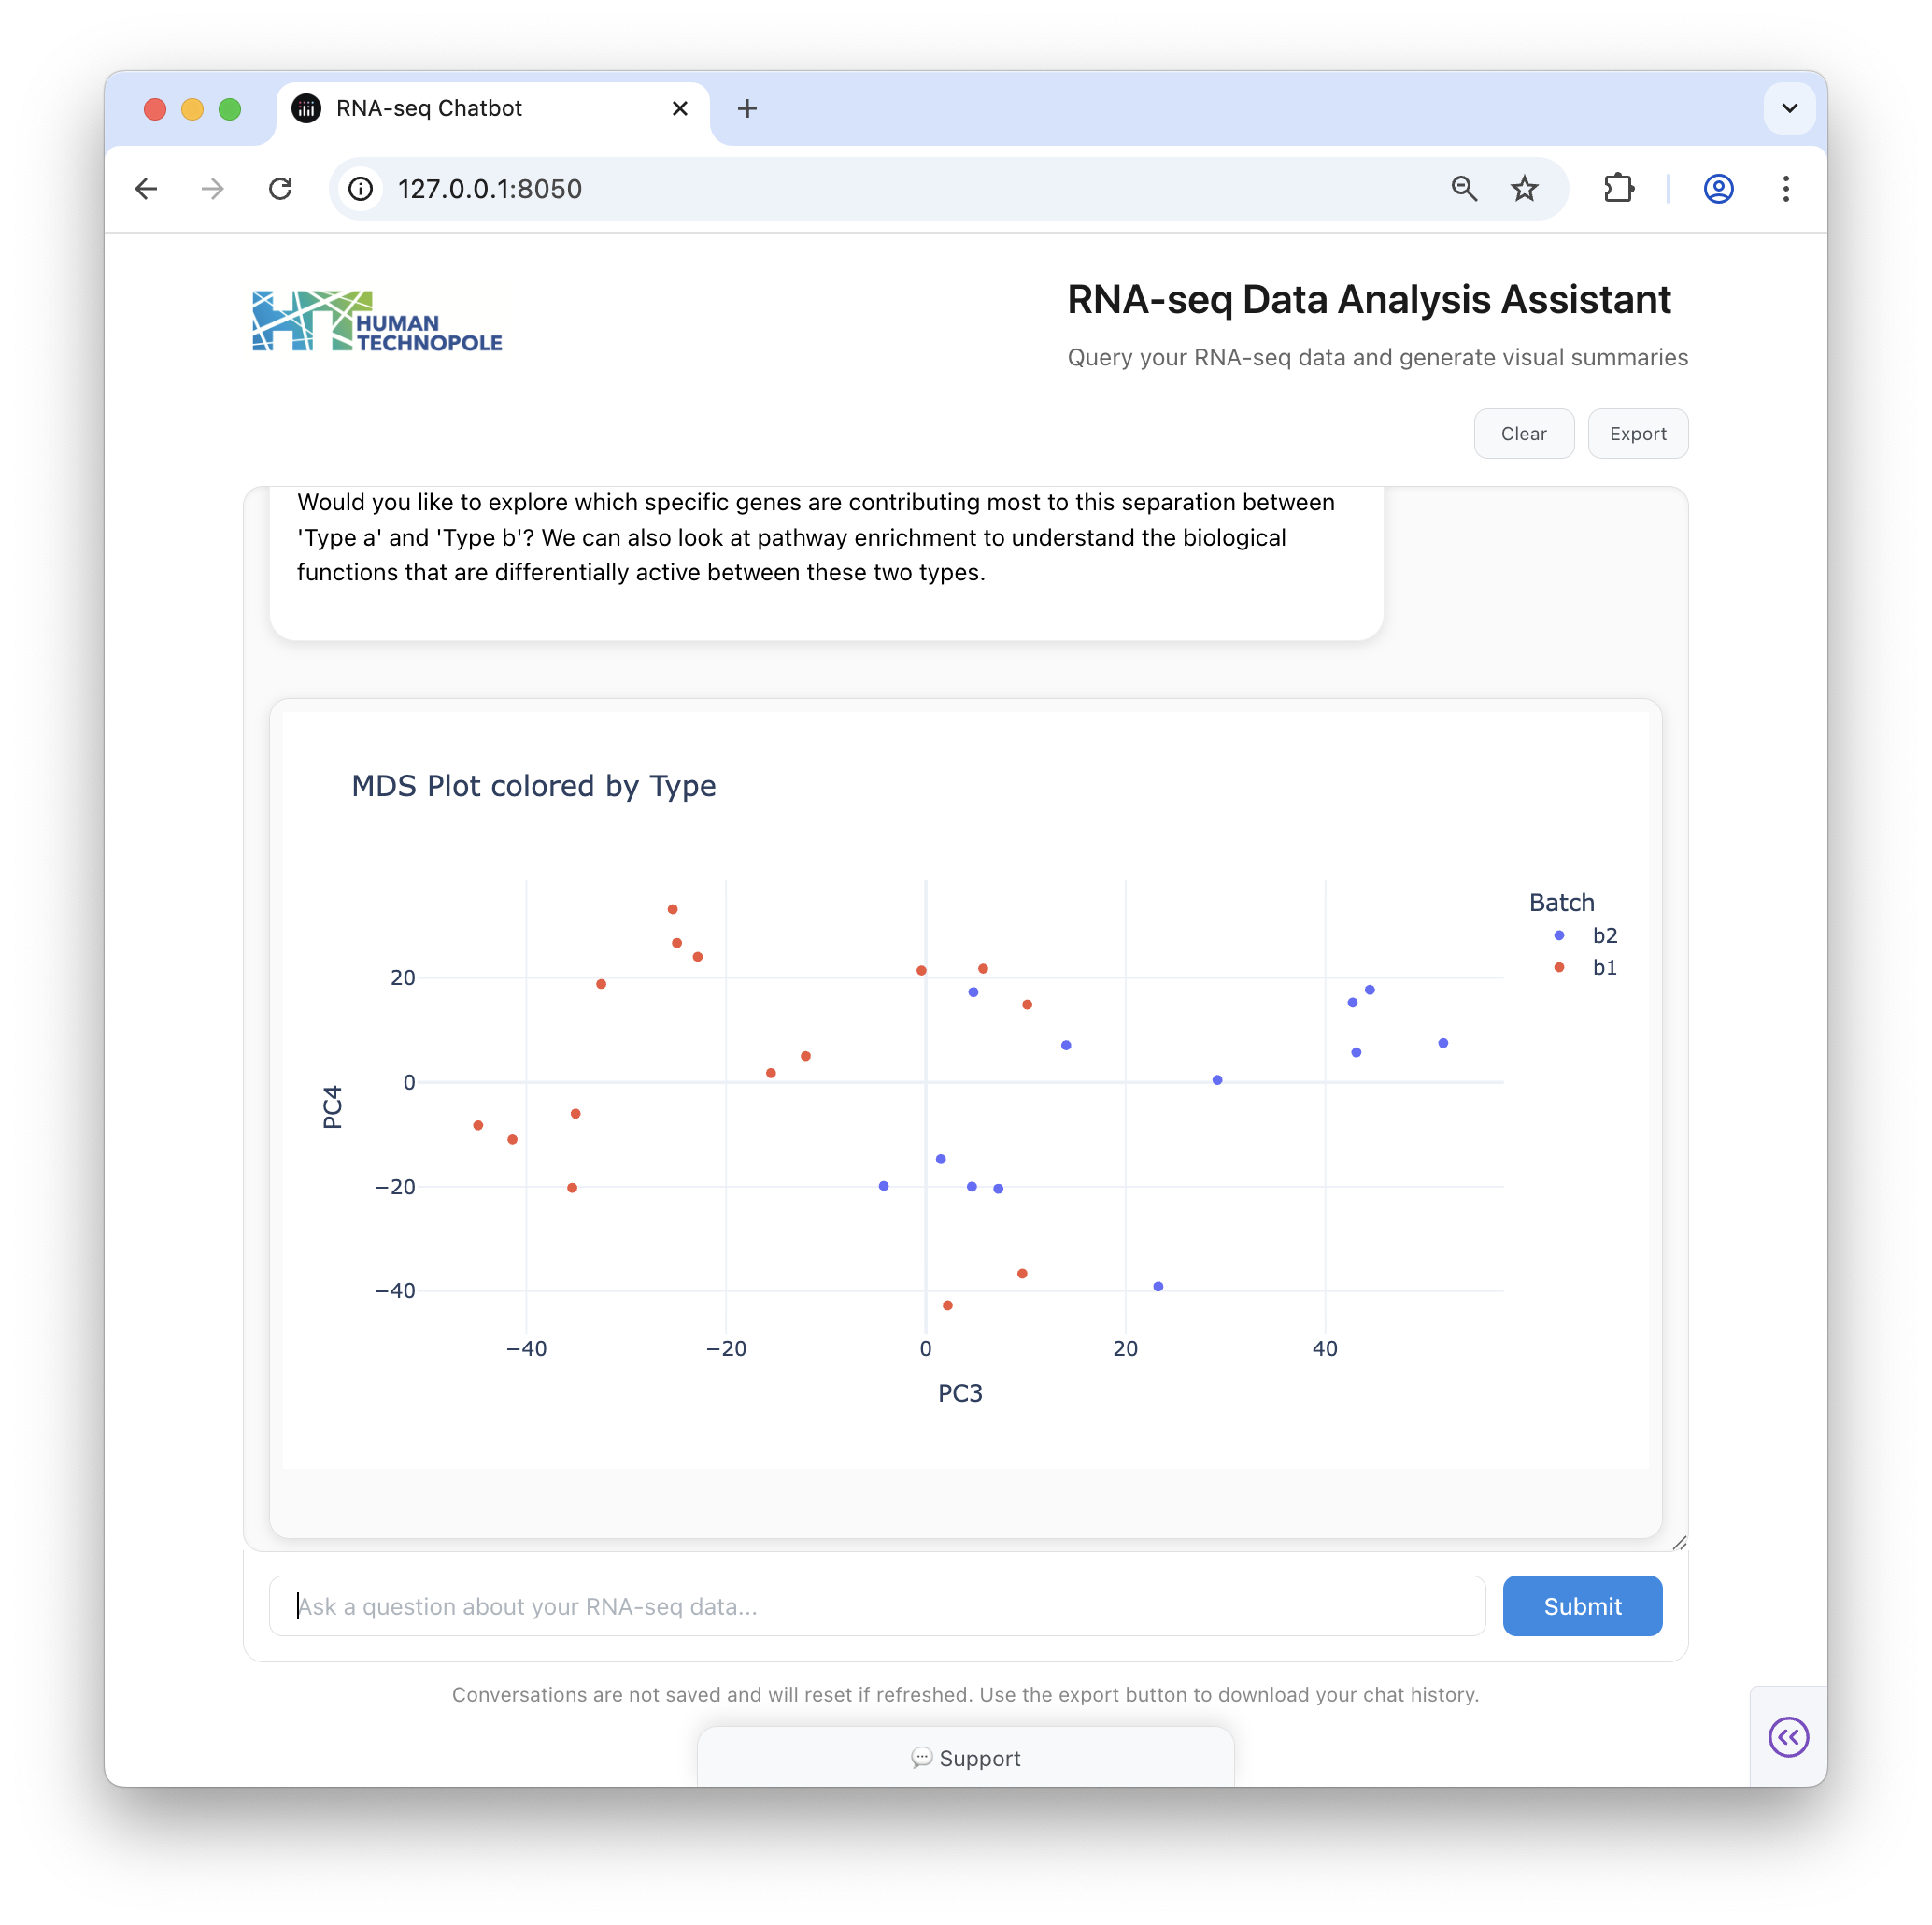 RNA-seq Chatbot
127.0.0.1:8050
HUMAN
TECHNOPOLE
RNA-seq Data Analysis Assistant
Query your RNA-seq data and generate visual summaries
Clear
Export
Would you like to explore which specific genes are contributing most to this separation between
'Type a' and 'Type b'? We can also look at pathway enrichment to understand the biological
functions that are differentially active between these two types.
MDS Plot colored by Type
Batch
b2
b1
20
0
−20
−40
PC4
−40
−20
0
20
40
PC3
Ask a question about your RNA-seq data...
Submit
Conversations are not saved and will reset if refreshed. Use the export button to download your chat history.
Support